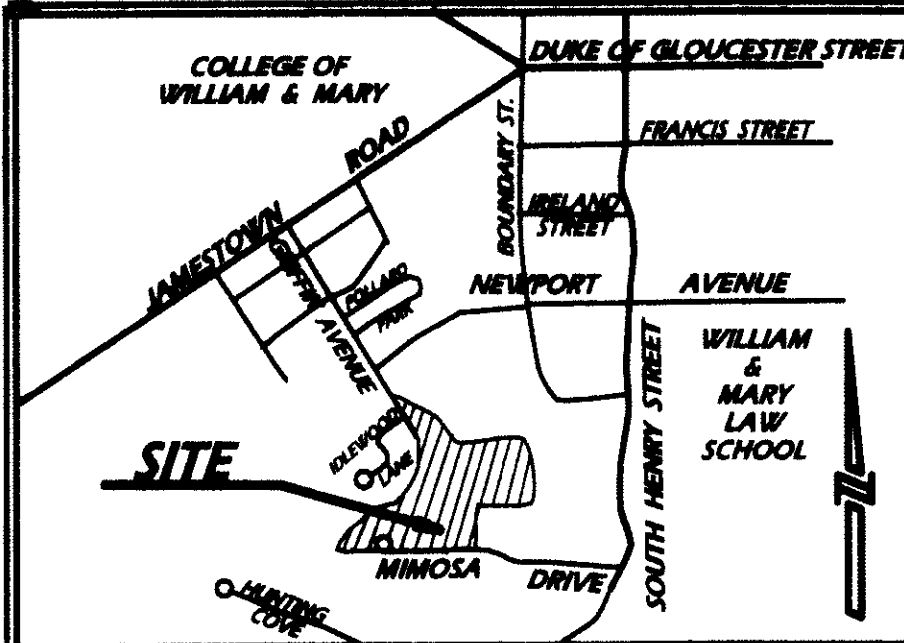 COLLEGE OF
WILLIAM & MARY
DUKE OF GLOUCESTER STREET
BOUNDARY ST.
FRANCIS STREET
JAMESTOWN ROAD
IRELAND
STREET
GRIFFIN AVENUE
POLLARD
PARK
NEWPORT AVENUE
WILLIAM
&
MARY
LAW
SCHOOL
SOUTH HENRY STREET
IDLEWOOD
LANE
SITE
MIMOSA DRIVE
HUNTING
COVE